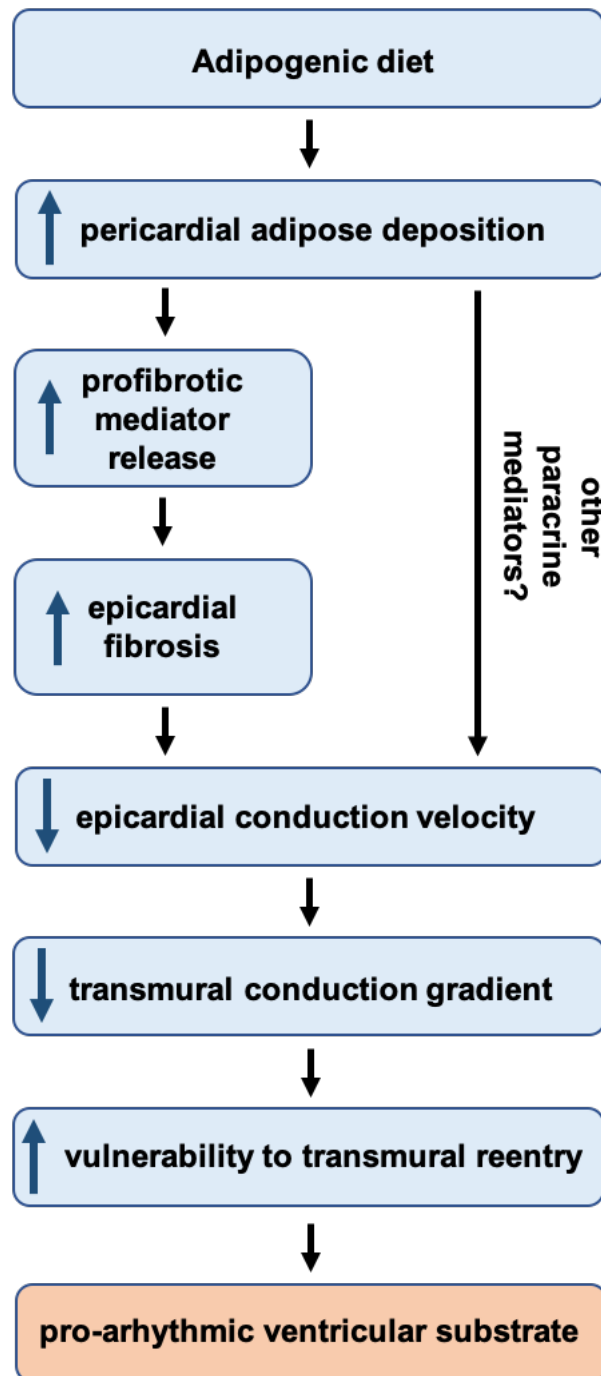 Adipogenic diet
pericardial adipose deposition
profibrotic
mediator
release
other
paracrine
mediators?
epicardial
fibrosis
epicardial conduction velocity
transmural conduction gradient
vulnerability to transmural reentry
pro-arhythmic ventricular substrate